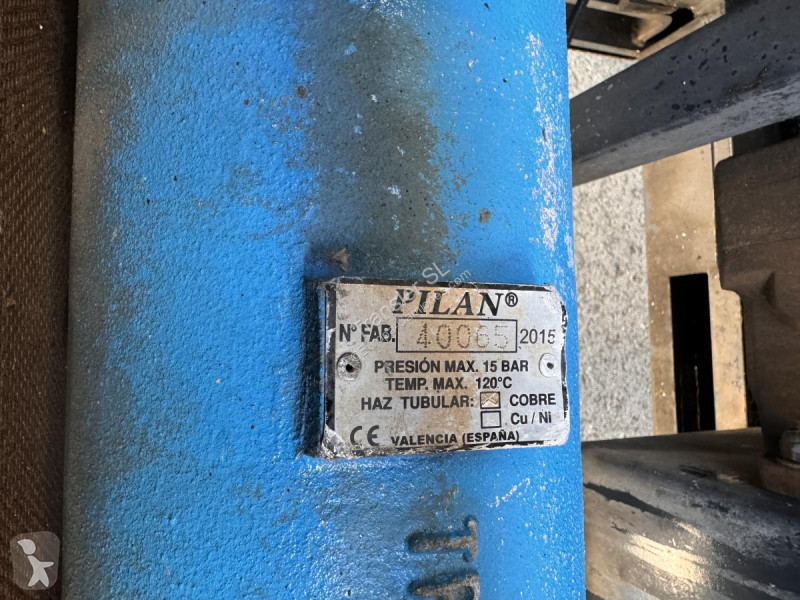 PILAN®
Nº FAB. 40065 2015
PRESIÓN MAX. 15 BAR
TEMP. MAX. 120°C
HAZ TUBULAR: COBRE
Cu / Ni
CE VALENCIA (ESPAÑA)